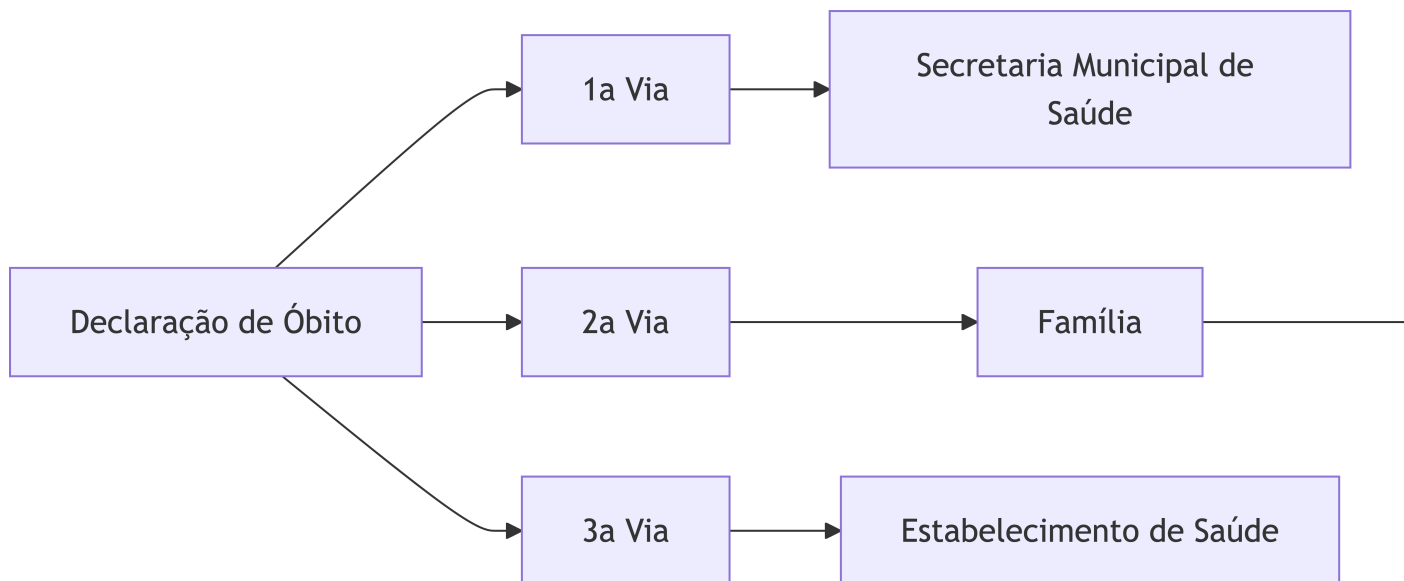 1a Via
Secretaria Municipal de
Saúde
Declaração de Óbito
2a Via
Família
3a Via
Estabelecimento de Saúde